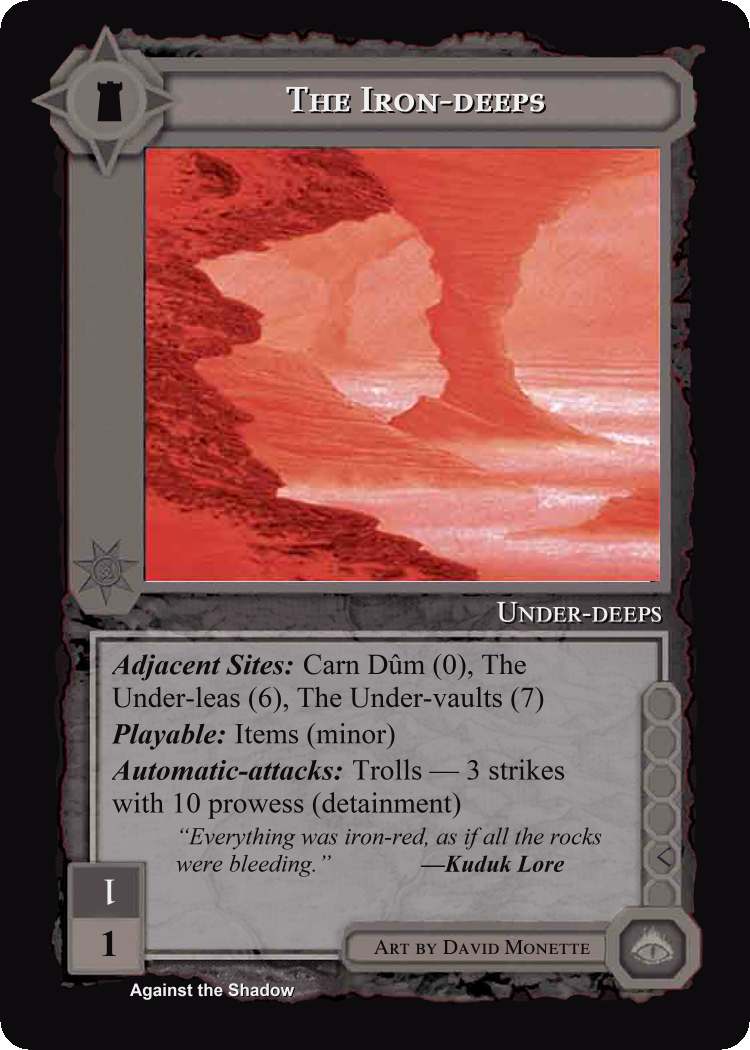 The Iron-deeps
Under-deeps
Adjacent Sites: Carn Dûm (0), The
Under-leas (6), The Under-vaults (7)
Playable: Items (minor)
Automatic-attacks: Trolls — 3 strikes
with 10 prowess (detainment)
“Everything was iron-red, as if all the rocks
were bleeding.” —Kuduk Lore
1
1
Art by David Monette
Against the Shadow